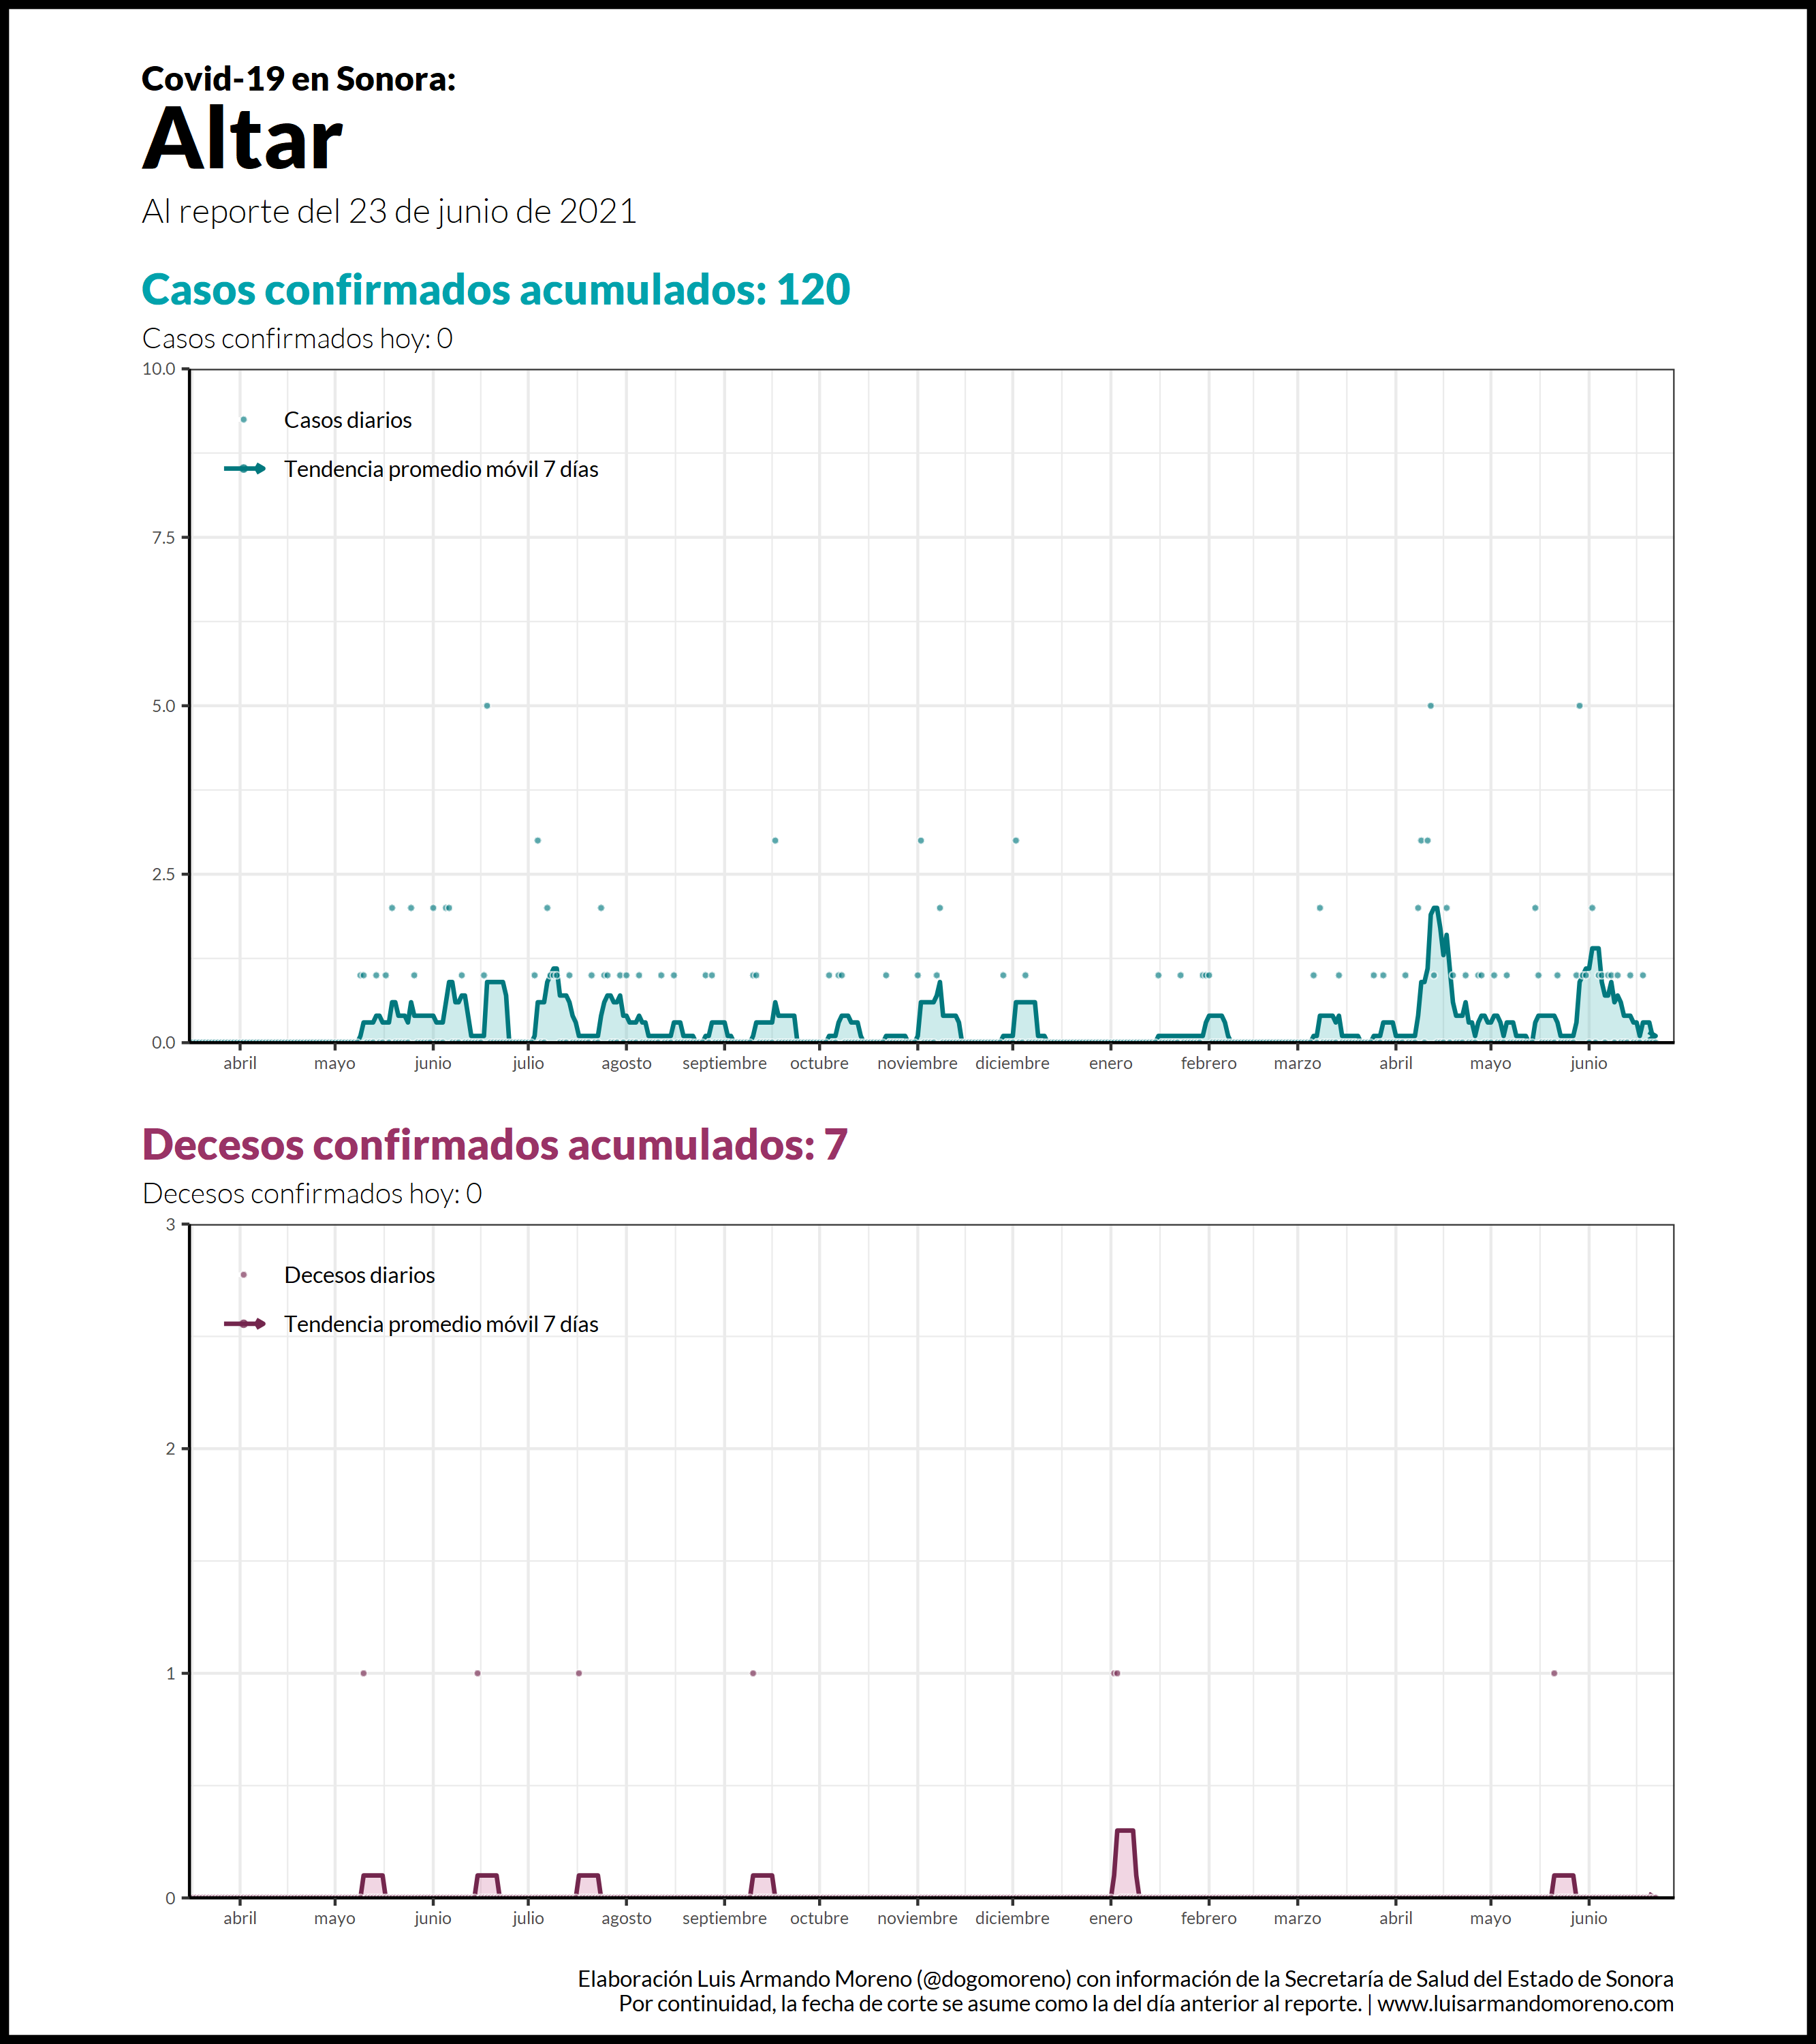 Covid-19 en Sonora:
Altar
Al reporte del 23 de junio de 2021
Casos confirmados acumulados: 120
Casos confirmados hoy: 0
10.0
7.5
5.0
2.5
0.0
Casos diarios
Tendencia promedio móvil 7 días
abril mayo junio julio agosto septiembre octubre noviembre diciembre enero febrero marzo abril mayo junio
Decesos confirmados acumulados: 7
Decesos confirmados hoy: 0
3
2
1
0
Decesos diarios
Tendencia promedio móvil 7 días
abril mayo junio julio agosto septiembre octubre noviembre diciembre enero febrero marzo abril mayo junio
Elaboración Luis Armando Moreno (@dogomoreno) con información de la Secretaría de Salud del Estado de Sonora
Por continuidad, la fecha de corte se asume como la del día anterior al reporte. | www.luisarmandomoreno.com